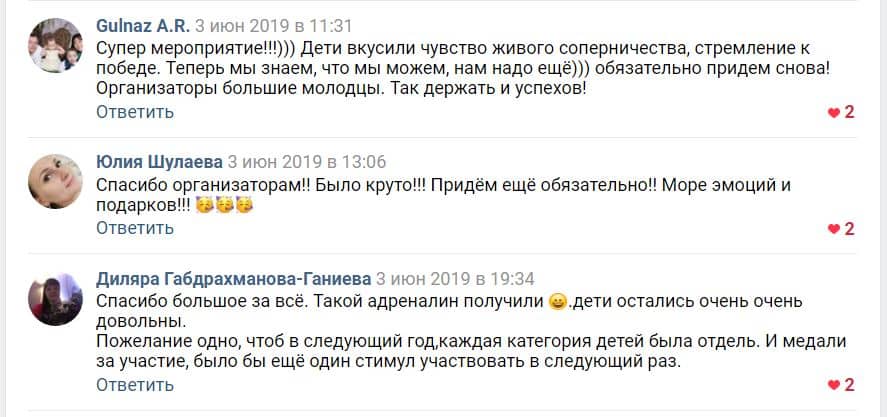 Gulnaz A.R. 3 июн 2019 в 11:31
Супер мероприятие!!!))) Дети вкусили чувство живого соперничества, стремление к
победе. Теперь мы знаем, что мы можем, нам надо ещё))) обязательно придем снова!
Организаторы большие молодцы. Так держать и успехов!
Ответить
2
Юлия Шулаева 3 июн 2019 в 13:06
Спасибо организаторам!! Было круто!!! Придём ещё обязательно!! Море эмоций и
подарков!!! 🥳🥳🥳
Ответить
2
Диляра Габдрахманова-Ганиева 3 июн 2019 в 19:34
Спасибо большое за всё. Такой адреналин получили 😀.дети остались очень очень
довольны.
Пожелание одно, чтоб в следующий год,каждая категория детей была отдель. И медали
за участие, было бы ещё один стимул участвовать в следующий раз.
Ответить
2